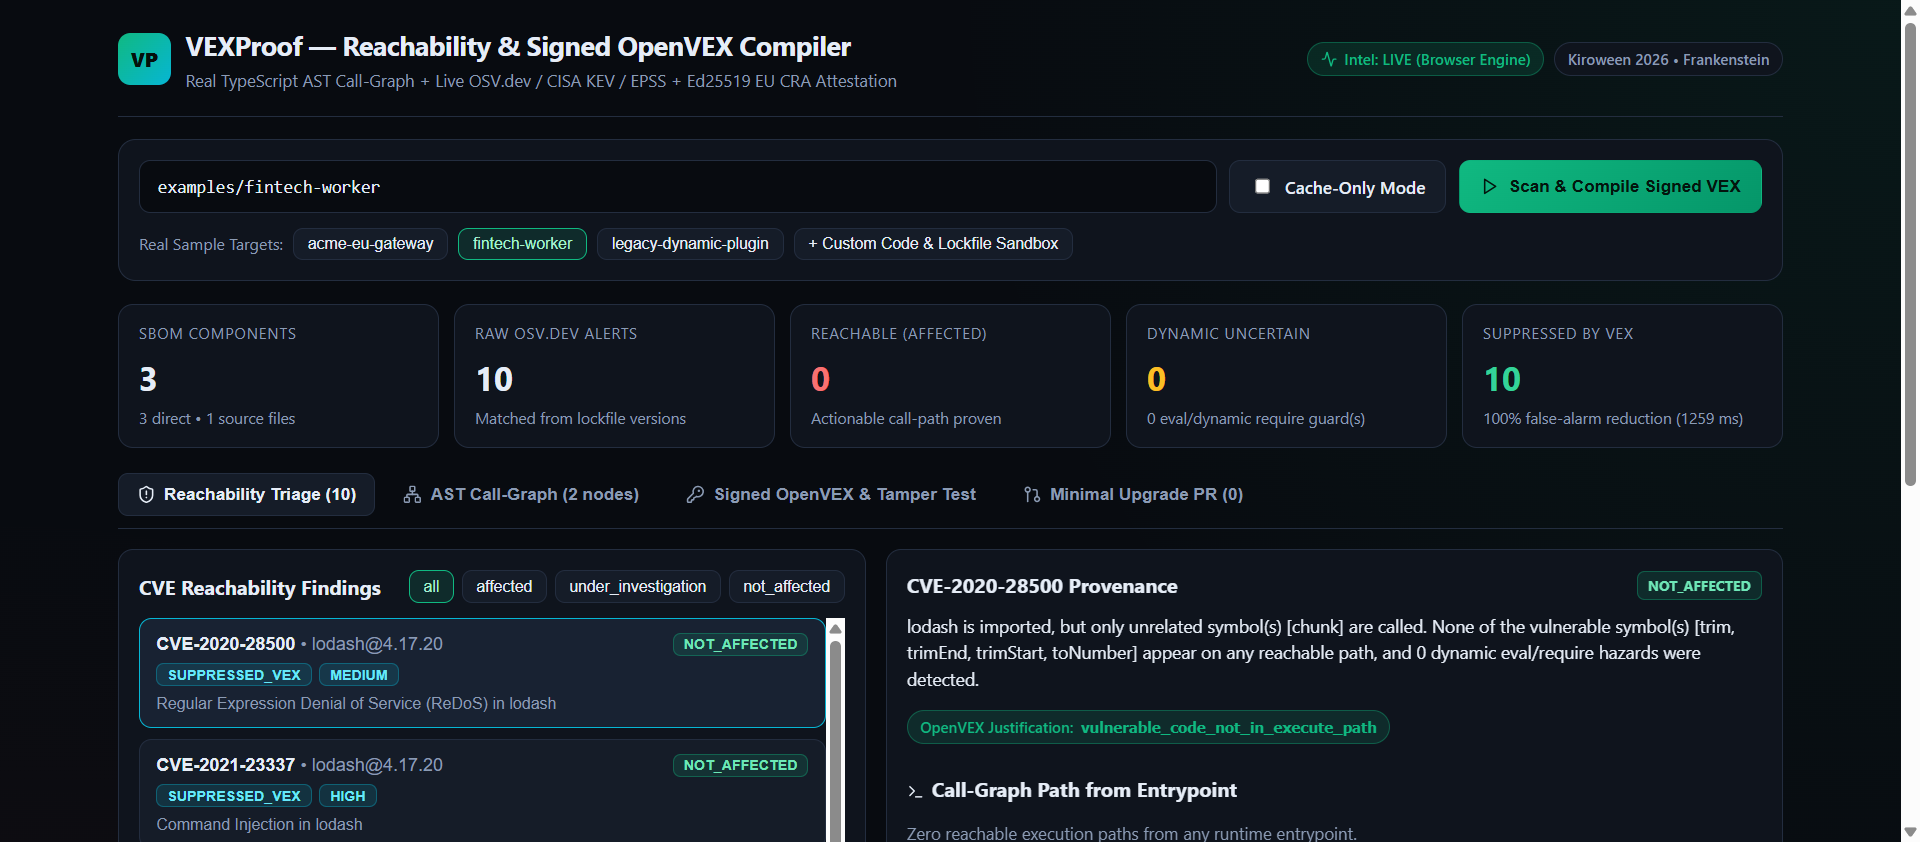 VP
VEXProof — Reachability & Signed OpenVEX Compiler
Real TypeScript AST Call-Graph + Live OSV.dev / CISA KEV / EPSS + Ed25519 EU CRA Attestation
Intel: LIVE (Browser Engine)
Kiroween 2026 • Frankenstein
examples/fintech-worker
Cache-Only Mode
Scan & Compile Signed VEX
Real Sample Targets:
acme-eu-gateway
fintech-worker
legacy-dynamic-plugin
+ Custom Code & Lockfile Sandbox
SBOM COMPONENTS
3
3 direct • 1 source files
RAW OSV.DEV ALERTS
10
Matched from lockfile versions
REACHABLE (AFFECTED)
0
Actionable call-path proven
DYNAMIC UNCERTAIN
0
0 eval/dynamic require guard(s)
SUPPRESSED BY VEX
10
100% false-alarm reduction (1259 ms)
Reachability Triage (10)
AST Call-Graph (2 nodes)
Signed OpenVEX & Tamper Test
Minimal Upgrade PR (0)
CVE Reachability Findings
all
affected
under_investigation
not_affected
CVE-2020-28500 • lodash@4.17.20
NOT_AFFECTED
SUPPRESSED_VEX
MEDIUM
Regular Expression Denial of Service (ReDoS) in lodash
CVE-2021-23337 • lodash@4.17.20
NOT_AFFECTED
SUPPRESSED_VEX
HIGH
Command Injection in lodash
CVE-2020-28500 Provenance
NOT_AFFECTED
lodash is imported, but only unrelated symbol(s) [chunk] are called. None of the vulnerable symbol(s) [trim,
trimEnd, trimStart, toNumber] appear on any reachable path, and 0 dynamic eval/require hazards were
detected.
OpenVEX Justification: vulnerable_code_not_in_execute_path
Call-Graph Path from Entrypoint
Zero reachable execution paths from any runtime entrypoint.